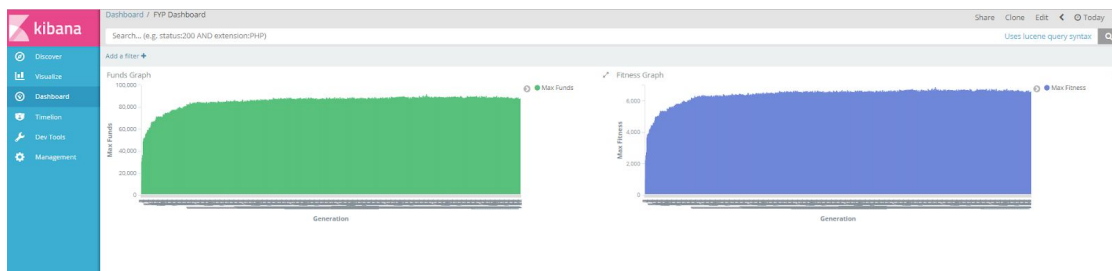 kibana
Discover
Visualize
Dashboard
Timelion
Dev Tools
Management
Dashboard / FYP Dashboard
Share Clone Edit Today
Search... (e.g. status:200 AND extension:PHP)
Uses lucene query syntax
Add a filter +
Funds Graph
100,000
80,000
60,000
40,000
20,000
0
Max Funds
Generation
Max Funds
Fitness Graph
6,000
4,000
2,000
0
Max Fitness
Generation
Max Fitness